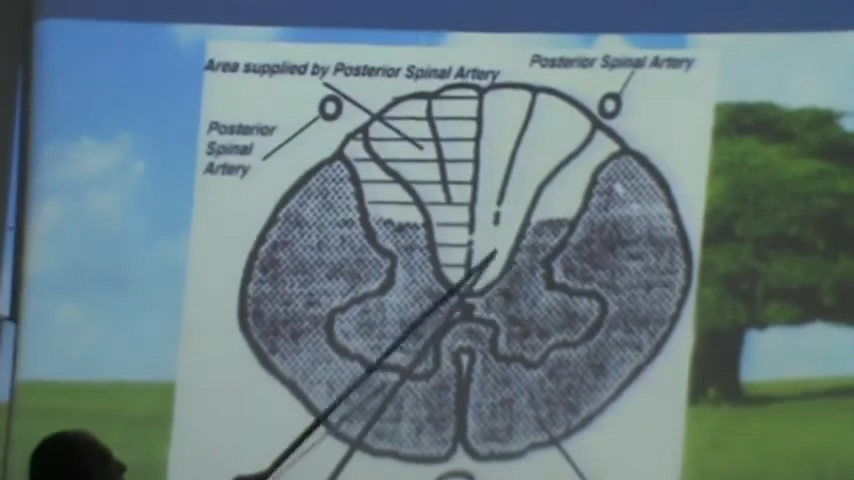 Area supplied by Posterior Spinal Artery
Posterior Spinal Artery
Posterior
Spinal
Artery